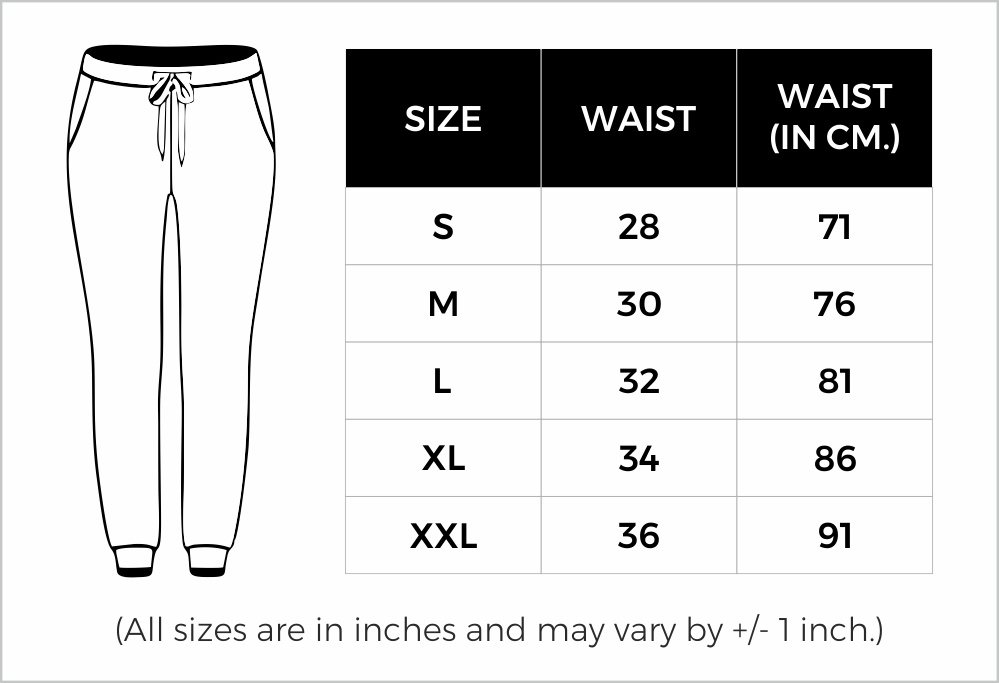 SIZE WAIST WAIST
(IN CM.)
S 28 71
M 30 76
L 32 81
XL 34 86
XXL 36 91
(All sizes are in inches and may vary by +/- 1 inch.)